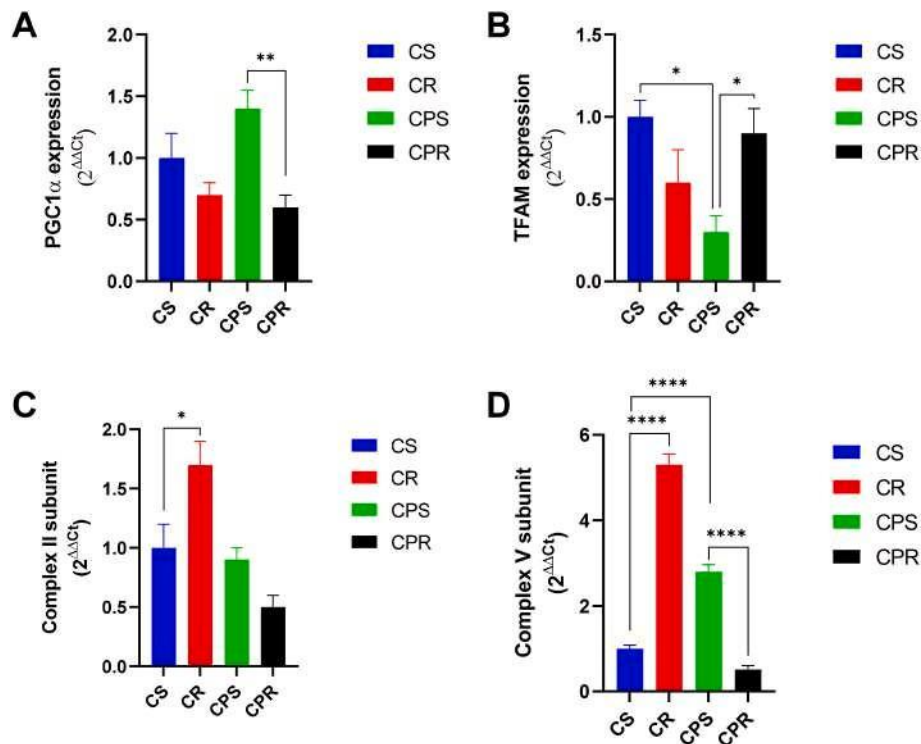 A
PGC1α expression
(2^ΔΔCt)
2.0
1.5
1.0
0.5
0.0
**
CS
CR
CPS
CPR
CS
CR
CPS
CPR
B
TFAM expression
(2^ΔΔCt)
1.5
1.0
0.5
0.0
*
*
CS
CR
CPS
CPR
CS
CR
CPS
CPR
C
Complex II subunit
(2^ΔΔCt)
2.0
1.5
1.0
0.5
0.0
*
CS
CR
CPS
CPR
CS
CR
CPS
CPR
D
Complex V subunit
(2^ΔΔCt)
6
4
2
0
****
****
****
CS
CR
CPS
CPR
CS
CR
CPS
CPR